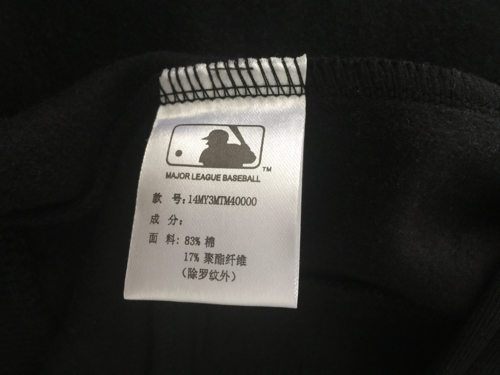 TM
MAJOR LEAGUE BASEBALL
款 号:14MY3MTM40000
成 分:
面 料: 83% 棉
17% 聚酯纤维
(除罗纹外)